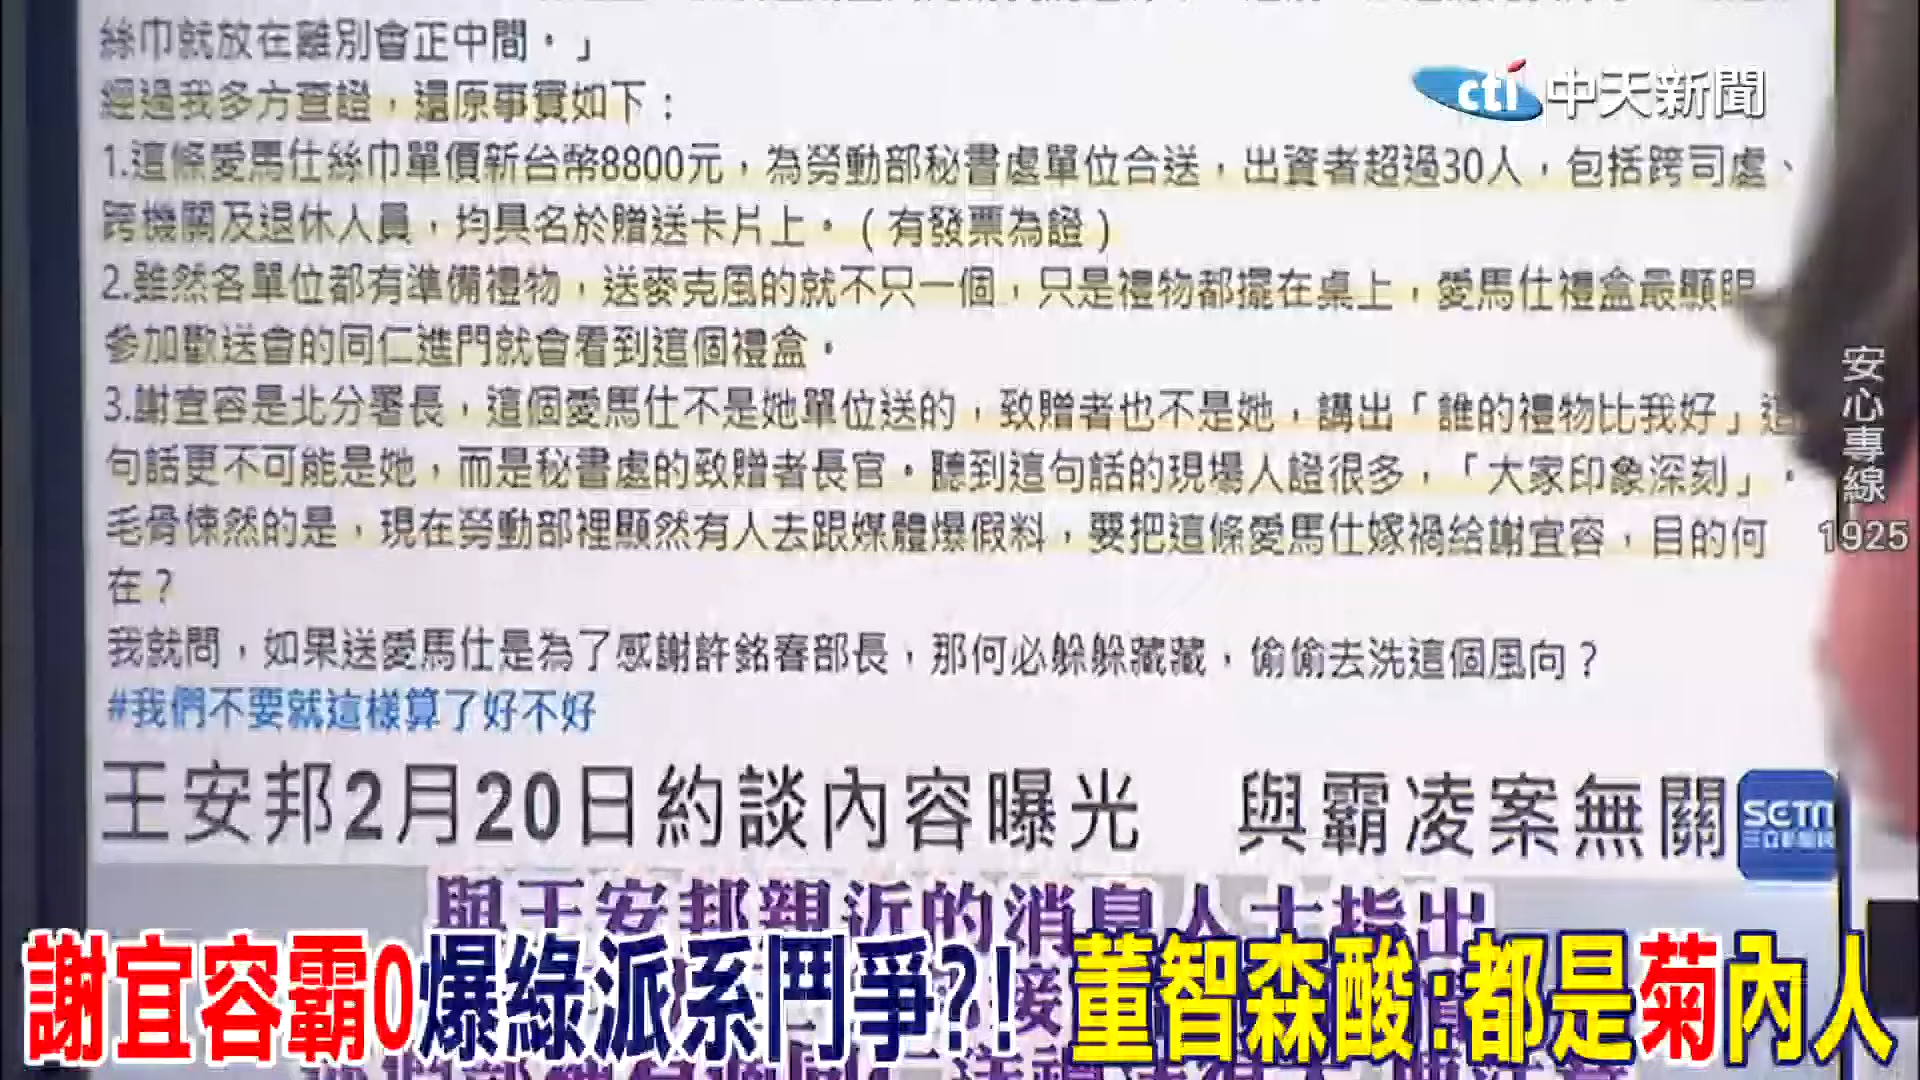 絲巾就放在離別會正中間。」
經過我多方查證，還原事實如下：
1.這條愛馬仕絲巾單價新台幣8800元，為勞動部秘書處單位合送，出資者超過30人，包括跨司處、
跨機關及退休人員，均具名於贈送卡片上。（有發票為證）
2.雖然各單位都有準備禮物，送麥克風的就不只一個，只是禮物都擺在桌上，愛馬仕禮盒最顯眼
參加歡送會的同仁進門就會看到這個禮盒。
3.謝宜容是北分署長，這個愛馬仕不是她單位送的，致贈者也不是她，講出「誰的禮物比我好」這
句話更不可能是她，而是秘書處的致贈者長官。聽到這句話的現場人證很多，「大家印象深刻」。
毛骨悚然的是，現在勞動部裡顯然有人去跟媒體爆假料，要把這條愛馬仕嫁禍給謝宜容，目的何
在？
我就問，如果送愛馬仕是為了感謝許銘春部長，那何必躲躲藏藏，偷偷去洗這個風向？
#我們不要就這樣算了好不好
王安邦2月20日約談內容曝光 與霸凌案無關
SETN
三立新聞網
與王安邦親近的消息人士指出
謝宜容霸0爆綠派系鬥爭?! 董智森酸:都是菊內人
cti 中天新聞
安心專線
1925